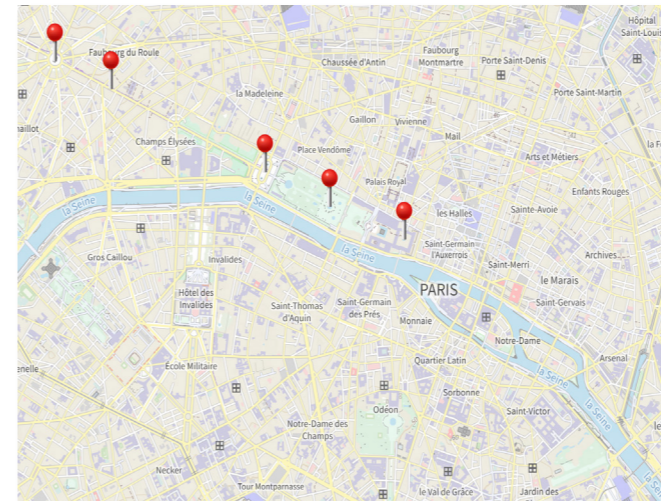 Hôpital
Saint-Louis
Faubourg du Roule
Faubourg
Montmartre
Porte Saint-Denis
Chaussée d'Antin
la Madeleine
Porte Saint-Martin
Gaillon
Vivienne
haillot
Champs Élysées
Place Vendôme
Mail
Arts et Métiers
Palais Royal
Enfants Rouges
la Seine
la Seine
les Halles
Sainte-Avoie
Saint-Germain
l'Auxerrois
la Seine
Gros Caillou
Invalides
Archives
Saint-Merri
le Marais
Hôtel des
Invalides
PARIS
Saint-Thomas
d'Aquin
Saint-Germain
des Prés
Saint-Gervais
Monnaie
Notre-Dame
École Militaire
Quartier Latin
Arsenal
enelle
la Seine
Sorbonne
Odéon
Saint-Victor
Notre-Dame des
Champs
Necker
Tour Montparnasse
le Val de Grâce
Jardin des